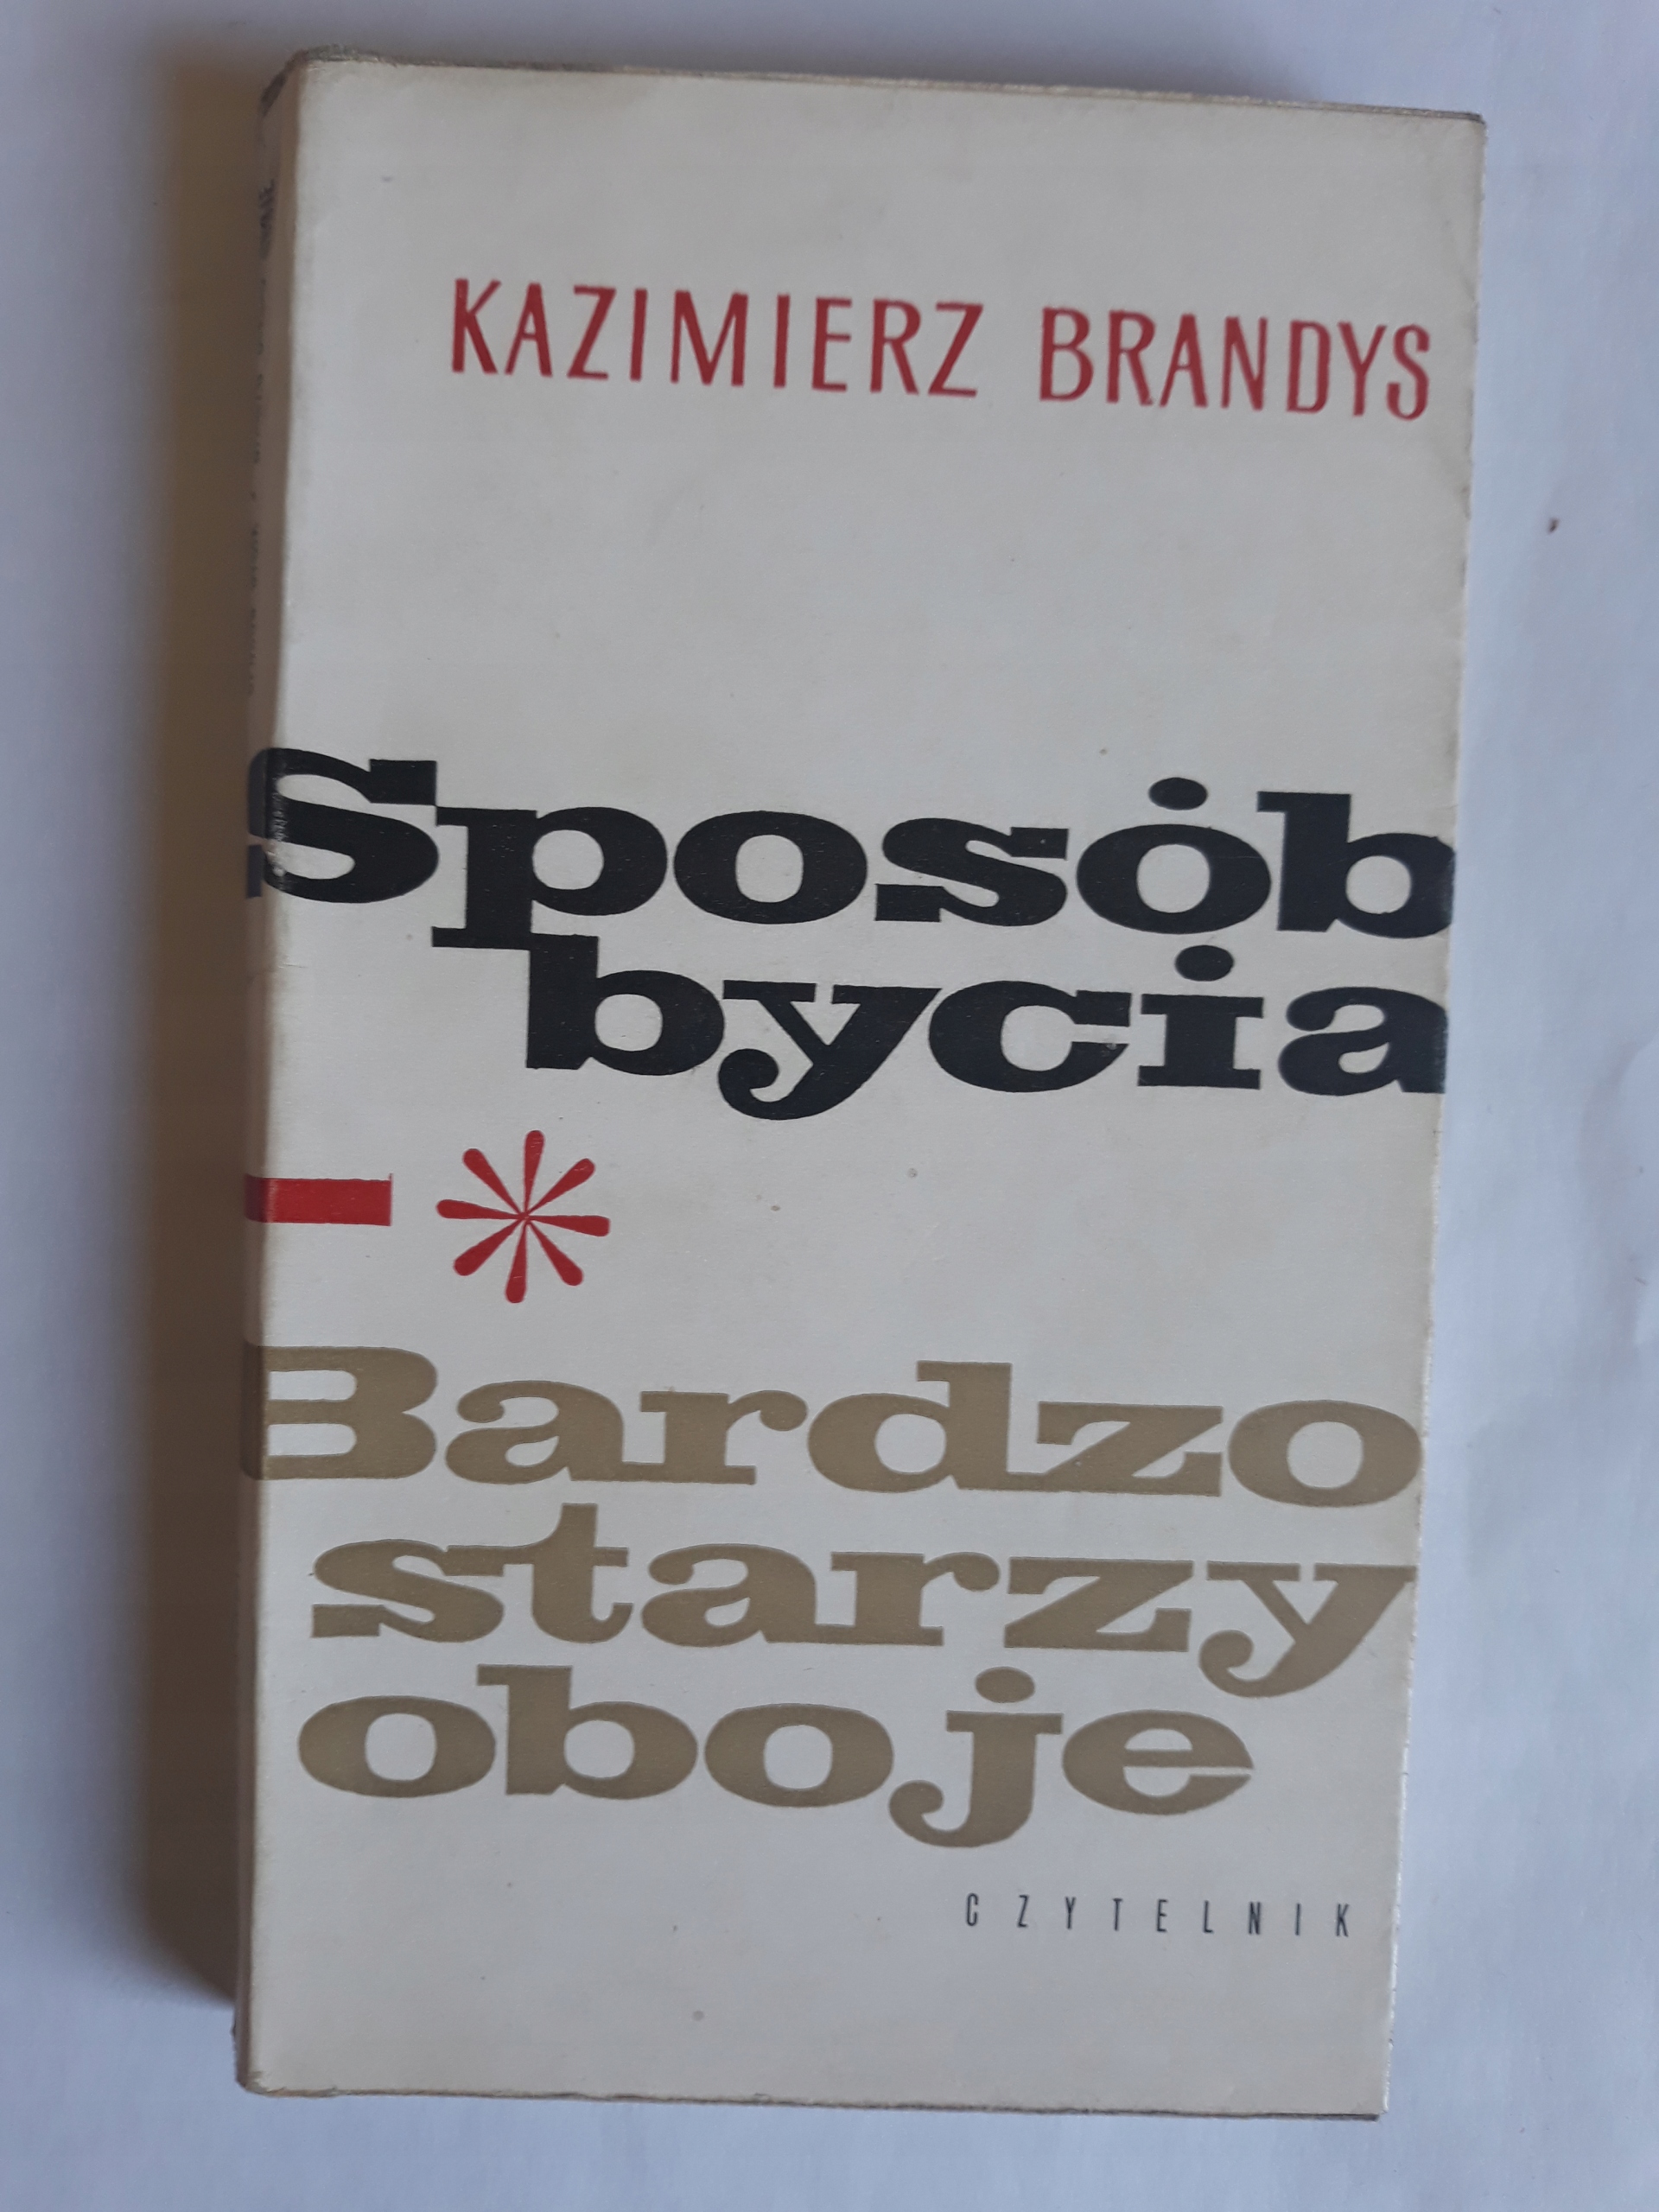 KAZIMIERZ BRANDYS
Sposób
bycia
Bardzo
starzy
oboje
CZYTELNIK